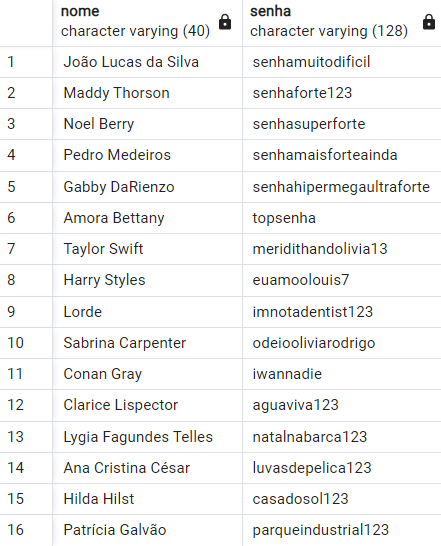 nome senha
character varying (40) character varying (128)
1 João Lucas da Silva senhamuitodificil
2 Maddy Thorson senhaforte123
3 Noel Berry senhasuperforte
4 Pedro Medeiros senhamaisforteainda
5 Gabby DaRienzo senhahipermegaultraforte
6 Amora Bettany topsenha
7 Taylor Swift meridithandolivia13
8 Harry Styles euamoolouis7
9 Lorde imnotadentist123
10 Sabrina Carpenter odeiooliviarodrigo
11 Conan Gray iwannadie
12 Clarice Lispector aguaviva123
13 Lygia Fagundes Telles natalnabarca123
14 Ana Cristina César luvasdepelica123
15 Hilda Hilst casadosol123
16 Patrícia Galvão parqueindustrial123